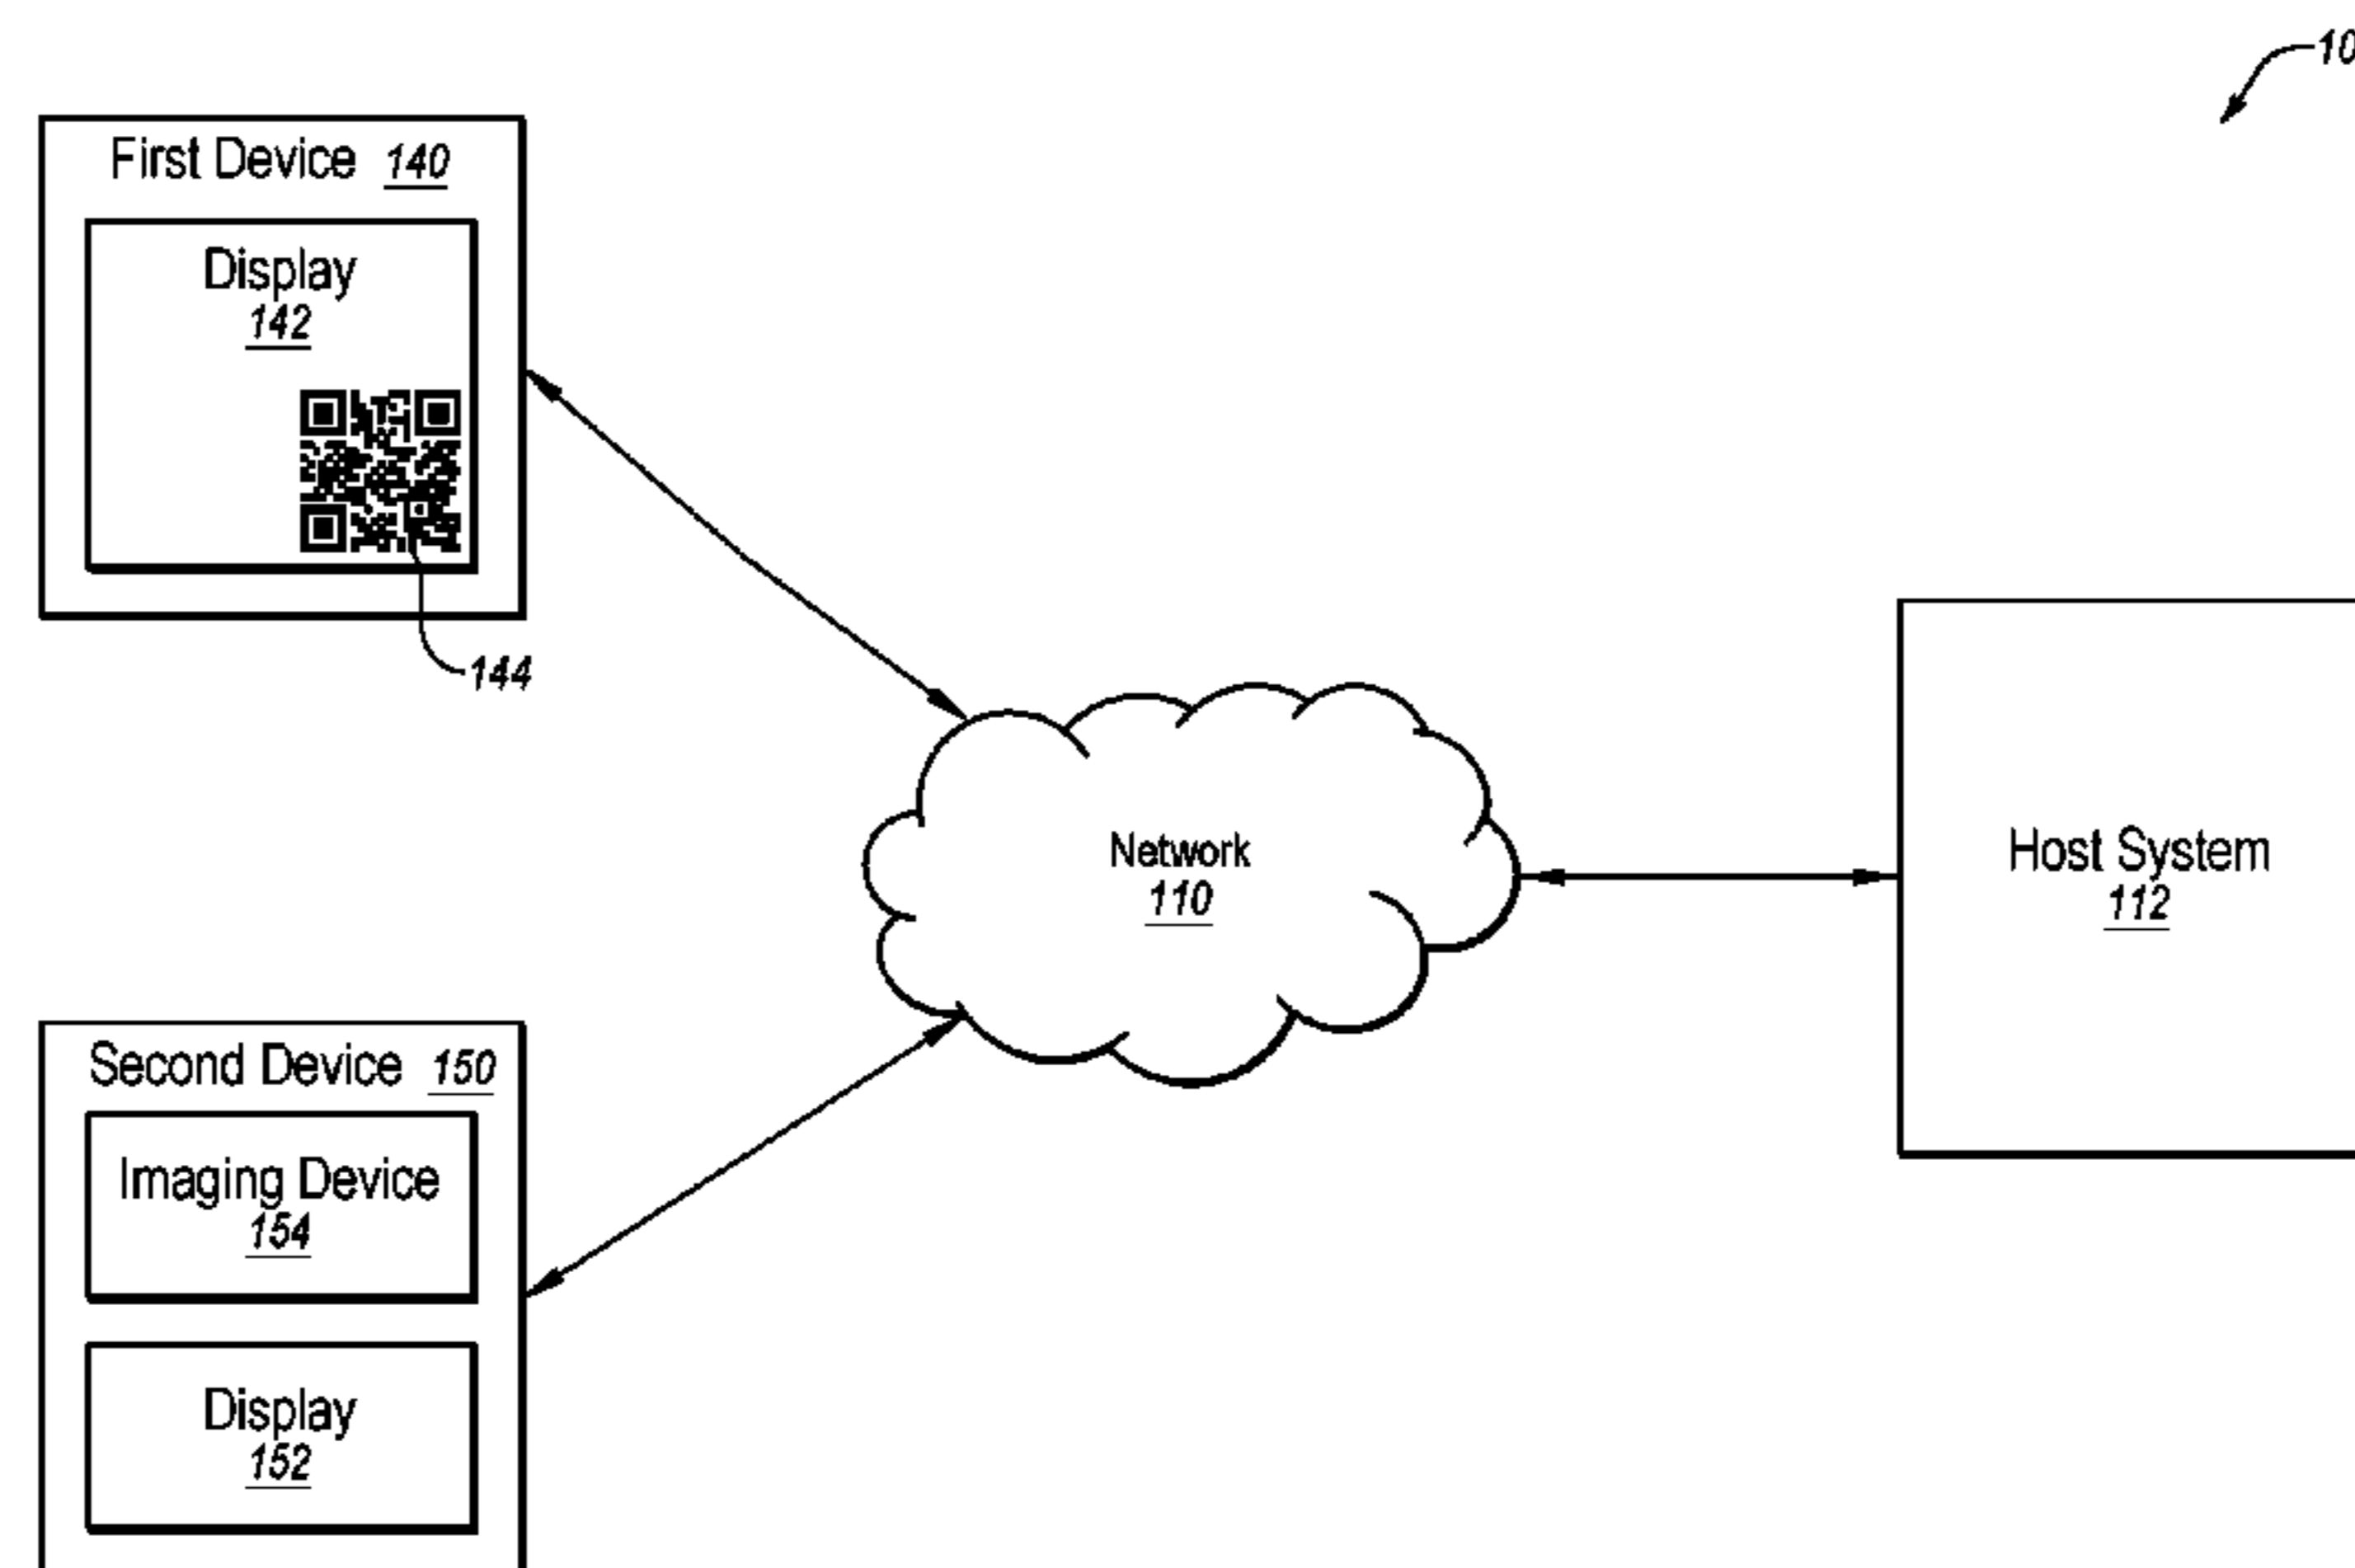 10
First Device 140
Display
142
144
Network
110
Host System
112
Second Device 150
Imaging Device
154
Display
152